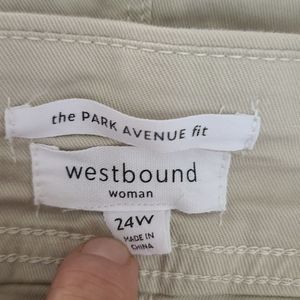 the PARK AVENUE fit
westbound
woman
24W
MADE IN
CHINA